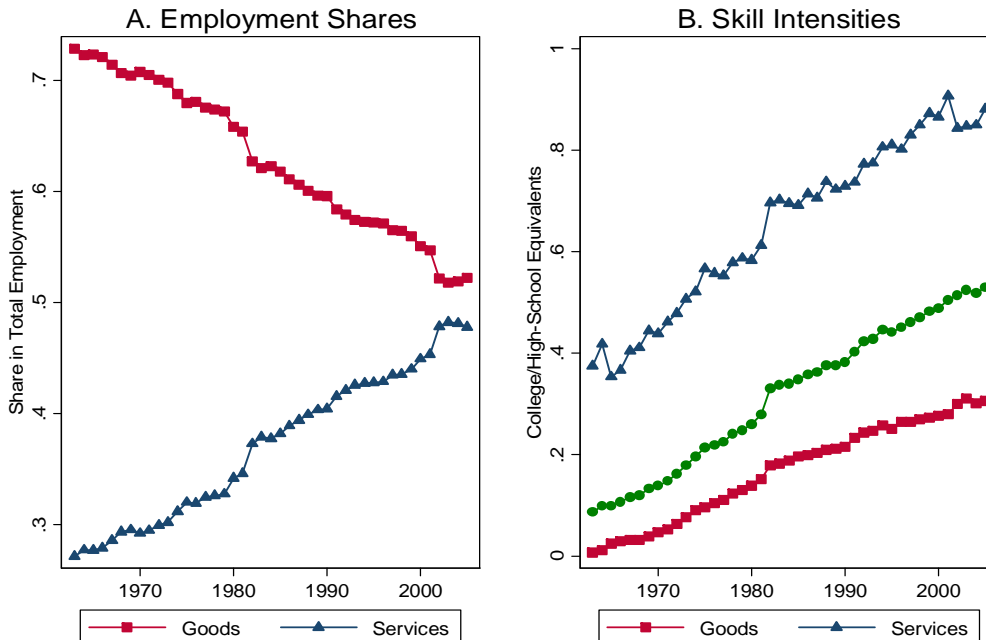 A. Employment Shares
Share in Total Employment
.7
.6
.5
.4
.3
1970 1980 1990 2000
Goods Services
B. Skill Intensities
College/High-School Equivalents
1
.8
.6
.4
.2
0
1970 1980 1990 2000
Goods Services